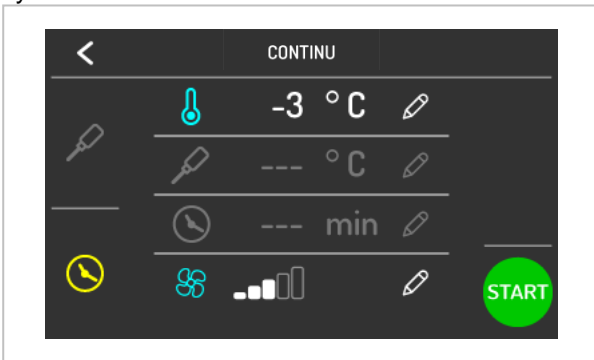 CONTINU
-3 °C
--- °C
--- min
START